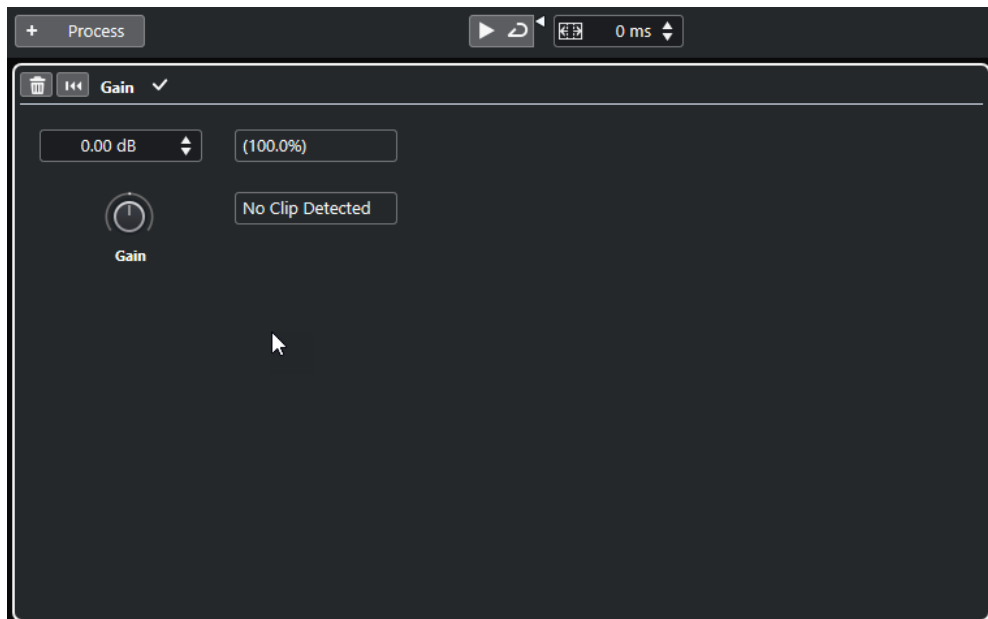 + Process
0 ms
Gain
0.00 dB
(100.0%)
No Clip Detected
Gain